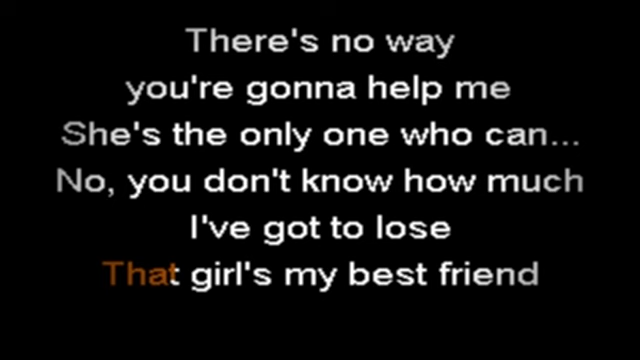 There's no way
you're gonna help me
She's the only one who can...
No, you don't know how much
I've got to lose
That girl's my best friend